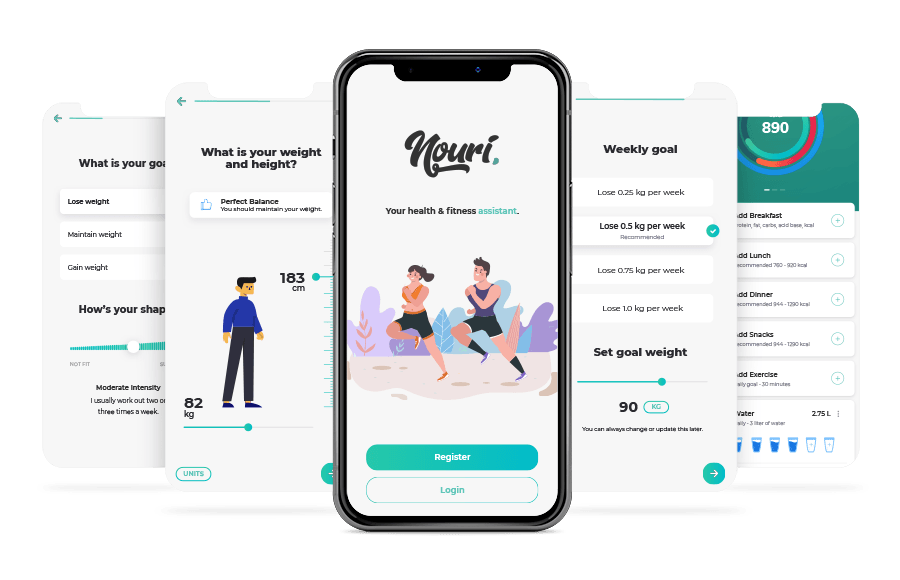 What is your goa
Lose weight
Maintain weight
Gain weight
How's your shap
NOT FIT
Moderate Intensity
I usually work out two or
three times a week.
What is your weight
and height?
Perfect Balance
You should maintain your weight.
183
cm
82
kg
UNITS
Nouri.
Your health & fitness assistant.
Register
Login
Weekly goal
Lose 0.25 kg per week
Lose 0.5 kg per week
Recommended
Lose 0.75 kg per week
Lose 1.0 kg per week
Set goal weight
90 KG
You can always change or update this later.
890
Add Breakfast
rotein, fat, carbs, acid base, kcal
Add Lunch
ecommended 760 - 920 kcal
Add Dinner
ecommended 944 - 1290 kcal
Add Snacks
ecommended 944 - 1290 kcal
Add Exercise
aily goal - 30 minutes
Water 2.75 L
aily - 3 liter of water